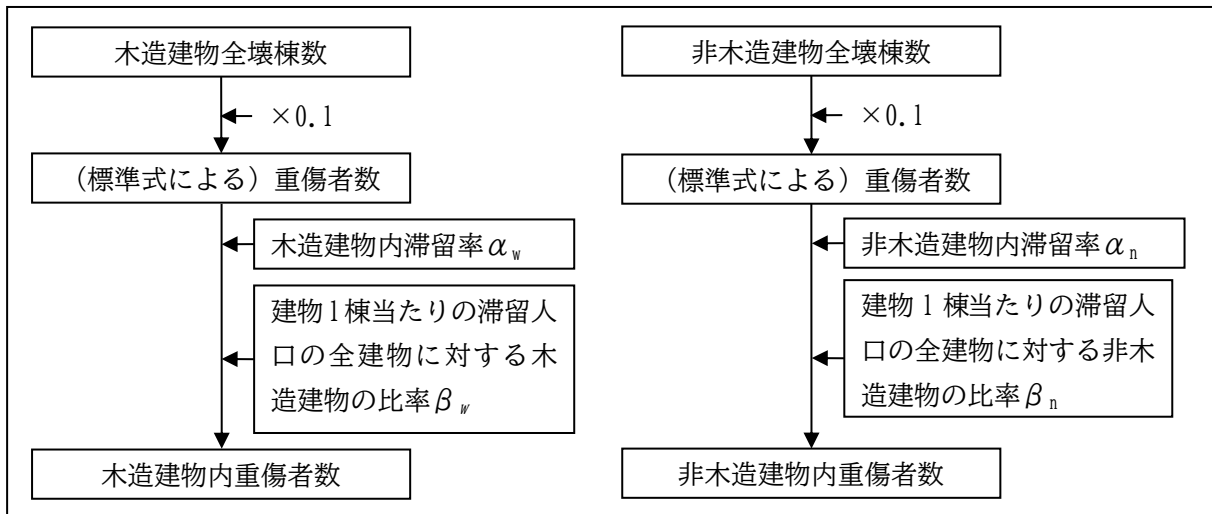 木造建物全壊棟数
×0.1
(標準式による)重傷者数
木造建物内滞留率αw
建物1棟当たりの滞留人
口の全建物に対する木
造建物の比率βw
木造建物内重傷者数
非木造建物全壊棟数
×0.1
(標準式による)重傷者数
非木造建物内滞留率αn
建物1棟当たりの滞留人
口の全建物に対する非木
造建物の比率βn
非木造建物内重傷者数